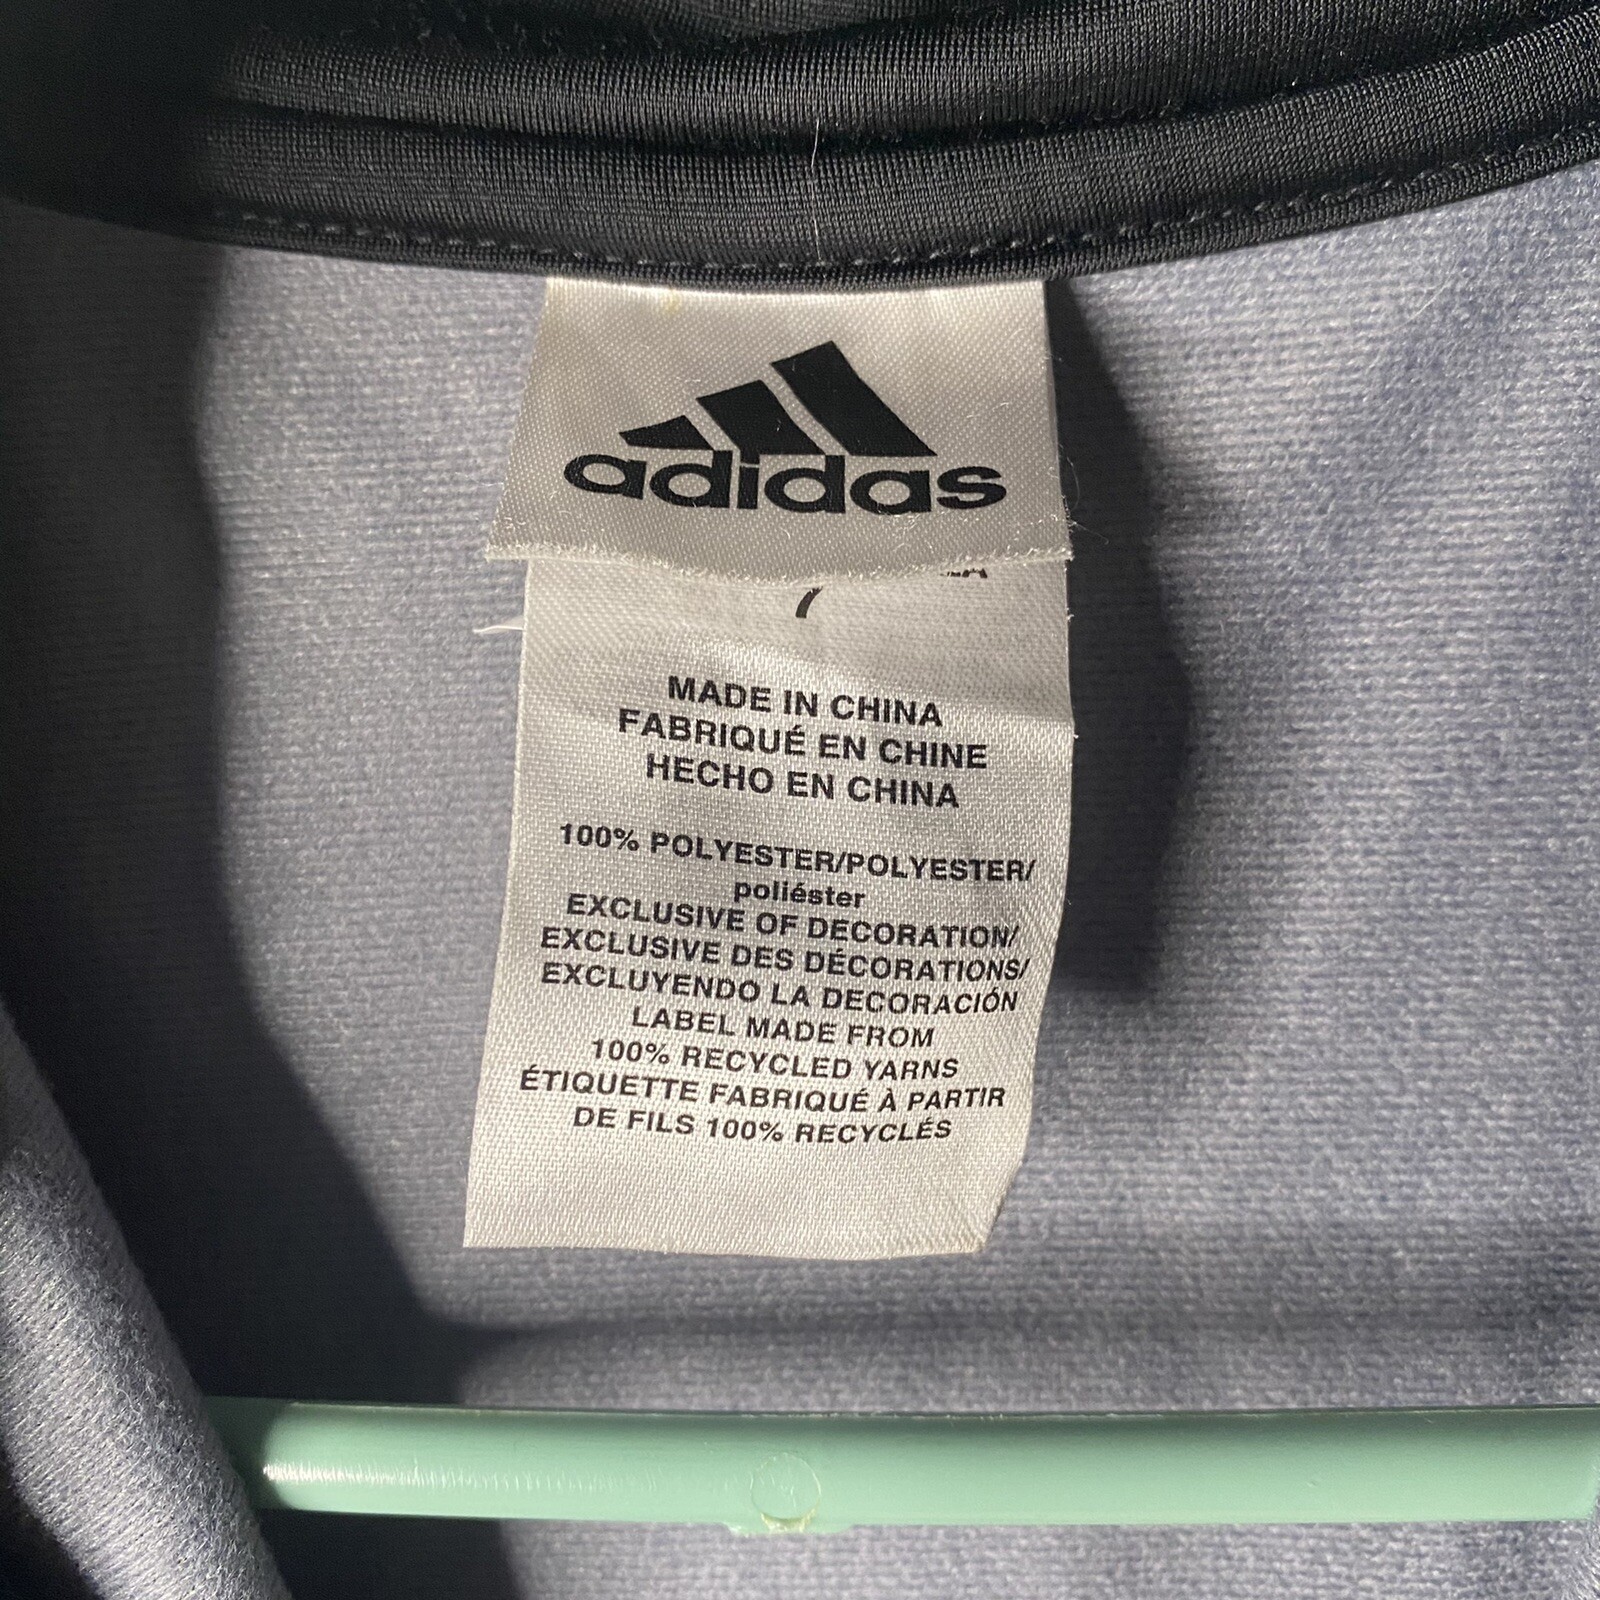 adidas
7
MADE IN CHINA
FABRIQUÉ EN CHINE
HECHO EN CHINA
100% POLYESTER/POLYESTER/
poliéster
EXCLUSIVE OF DECORATION/
EXCLUSIVE DES DÉCORATIONS/
EXCLUYENDO LA DECORACIÓN
LABEL MADE FROM
100% RECYCLED YARNS
ÉTIQUETTE FABRIQUÉ À PARTIR
DE FILS 100% RECYCLÉS